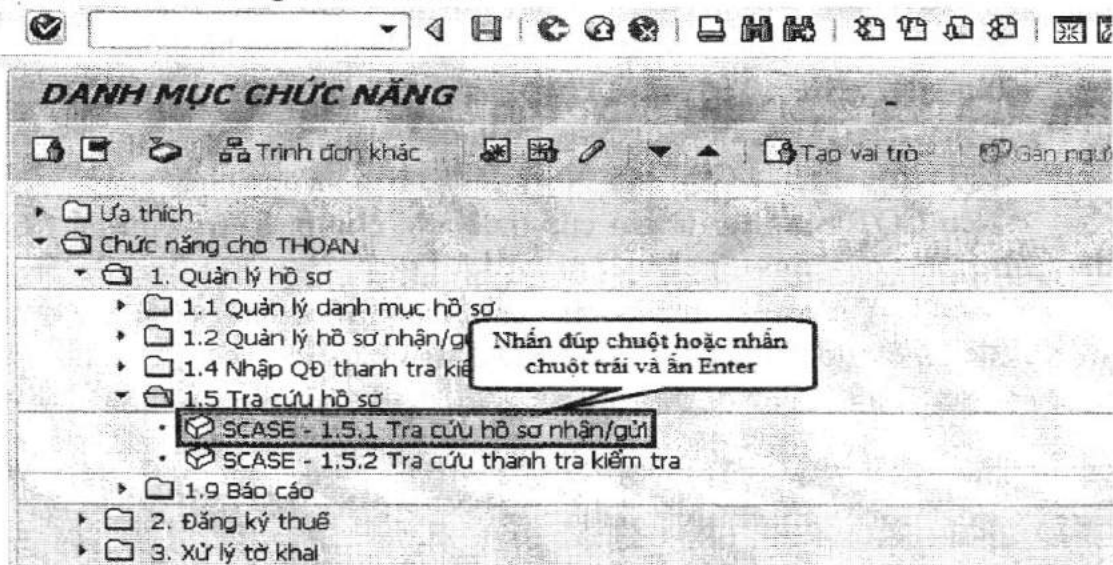 DANH MỤC CHỨC NĂNG
Trình đơn khác Tạo vai trò Gán
Ưa thích
Chức năng cho THOAN
1. Quản lý hồ sơ
1.1 Quản lý danh mục hồ sơ
1.2 Quản lý hồ sơ nhận/g
1.4 Nhập QĐ thanh tra kiể
Nhấn đúp chuột hoặc nhấn
chuột trái và ấn Enter
1.5 Tra cứu hồ sơ
SCASE - 1.5.1 Tra cứu hồ sơ nhận/gửi
SCASE - 1.5.2 Tra cứu thanh tra kiểm tra
1.9 Báo cáo
2. Đăng ký thuế
3. Xử lý tờ khai